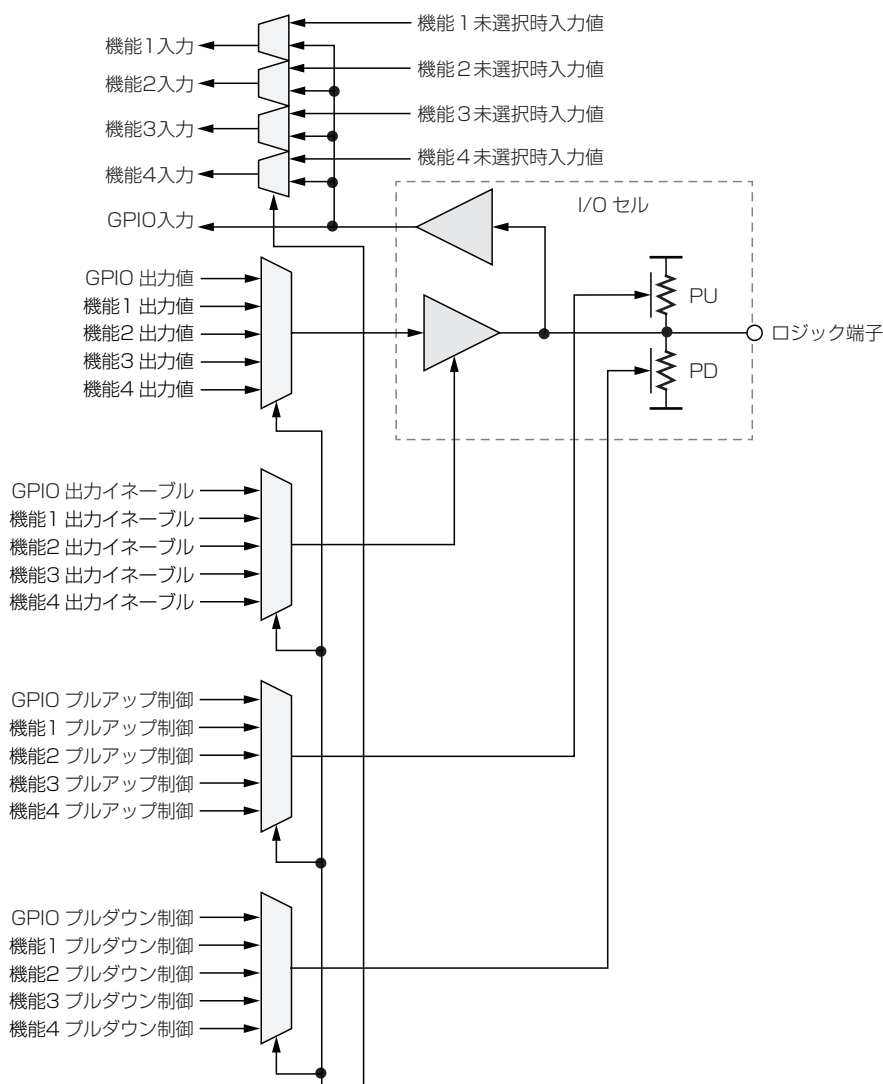 機能1未選択時入力値
機能1入力
機能2未選択時入力値
機能2入力
機能3未選択時入力値
機能3入力
機能4未選択時入力値
機能4入力
GPIO入力
I/O セル
GPIO 出力値
機能1 出力値
機能2 出力値
機能3 出力値
機能4 出力値
PU
ロジック端子
PD
GPIO 出力イネーブル
機能1 出力イネーブル
機能2 出力イネーブル
機能3 出力イネーブル
機能4 出力イネーブル
GPIO プルアップ制御
機能1 プルアップ制御
機能2 プルアップ制御
機能3 プルアップ制御
機能4 プルアップ制御
GPIO プルダウン制御
機能1 プルダウン制御
機能2 プルダウン制御
機能3 プルダウン制御
機能4 プルダウン制御